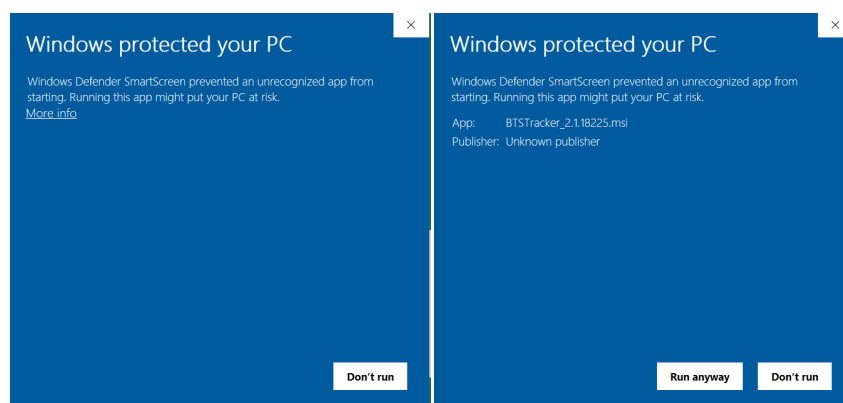 Windows protected your PC
Windows Defender SmartScreen prevented an unrecognized app from
starting. Running this app might put your PC at risk.
More info
Don't run
Windows protected your PC
Windows Defender SmartScreen prevented an unrecognized app from
starting. Running this app might put your PC at risk.
App: BTSTracker_2.1.18225.msi
Publisher: Unknown publisher
Run anyway
Don't run